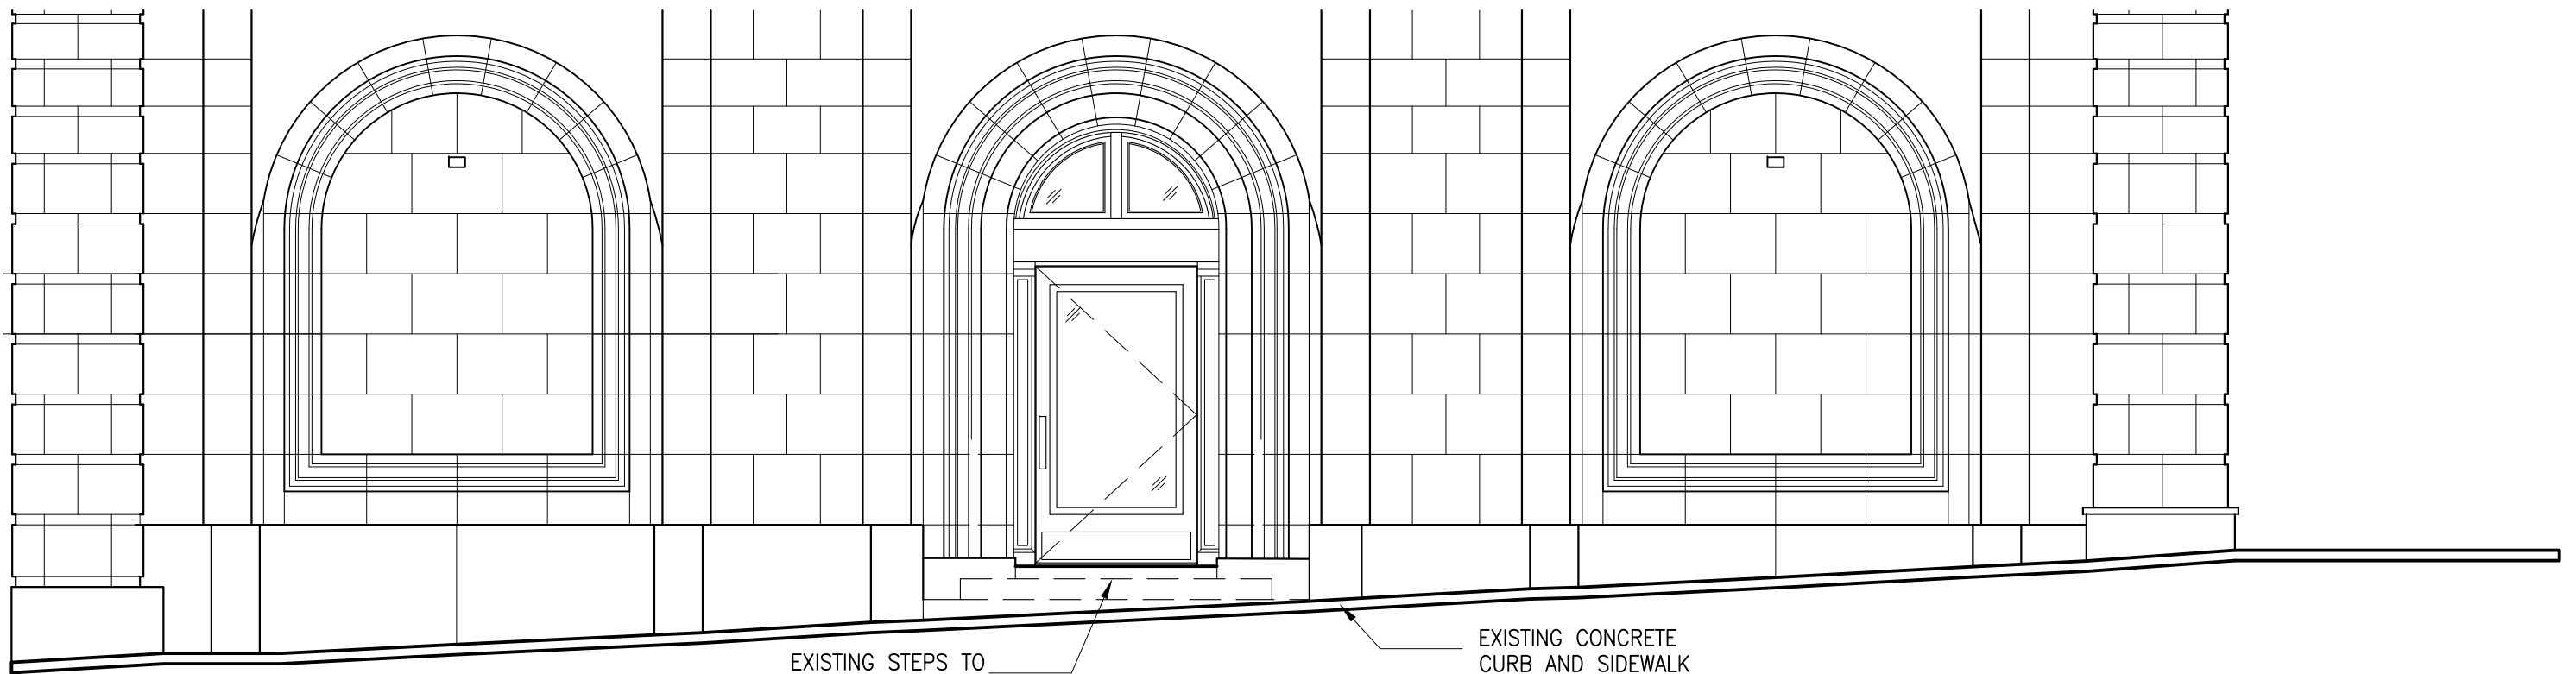 EXISTING STEPS TO
EXISTING CONCRETE
CURB AND SIDEWALK